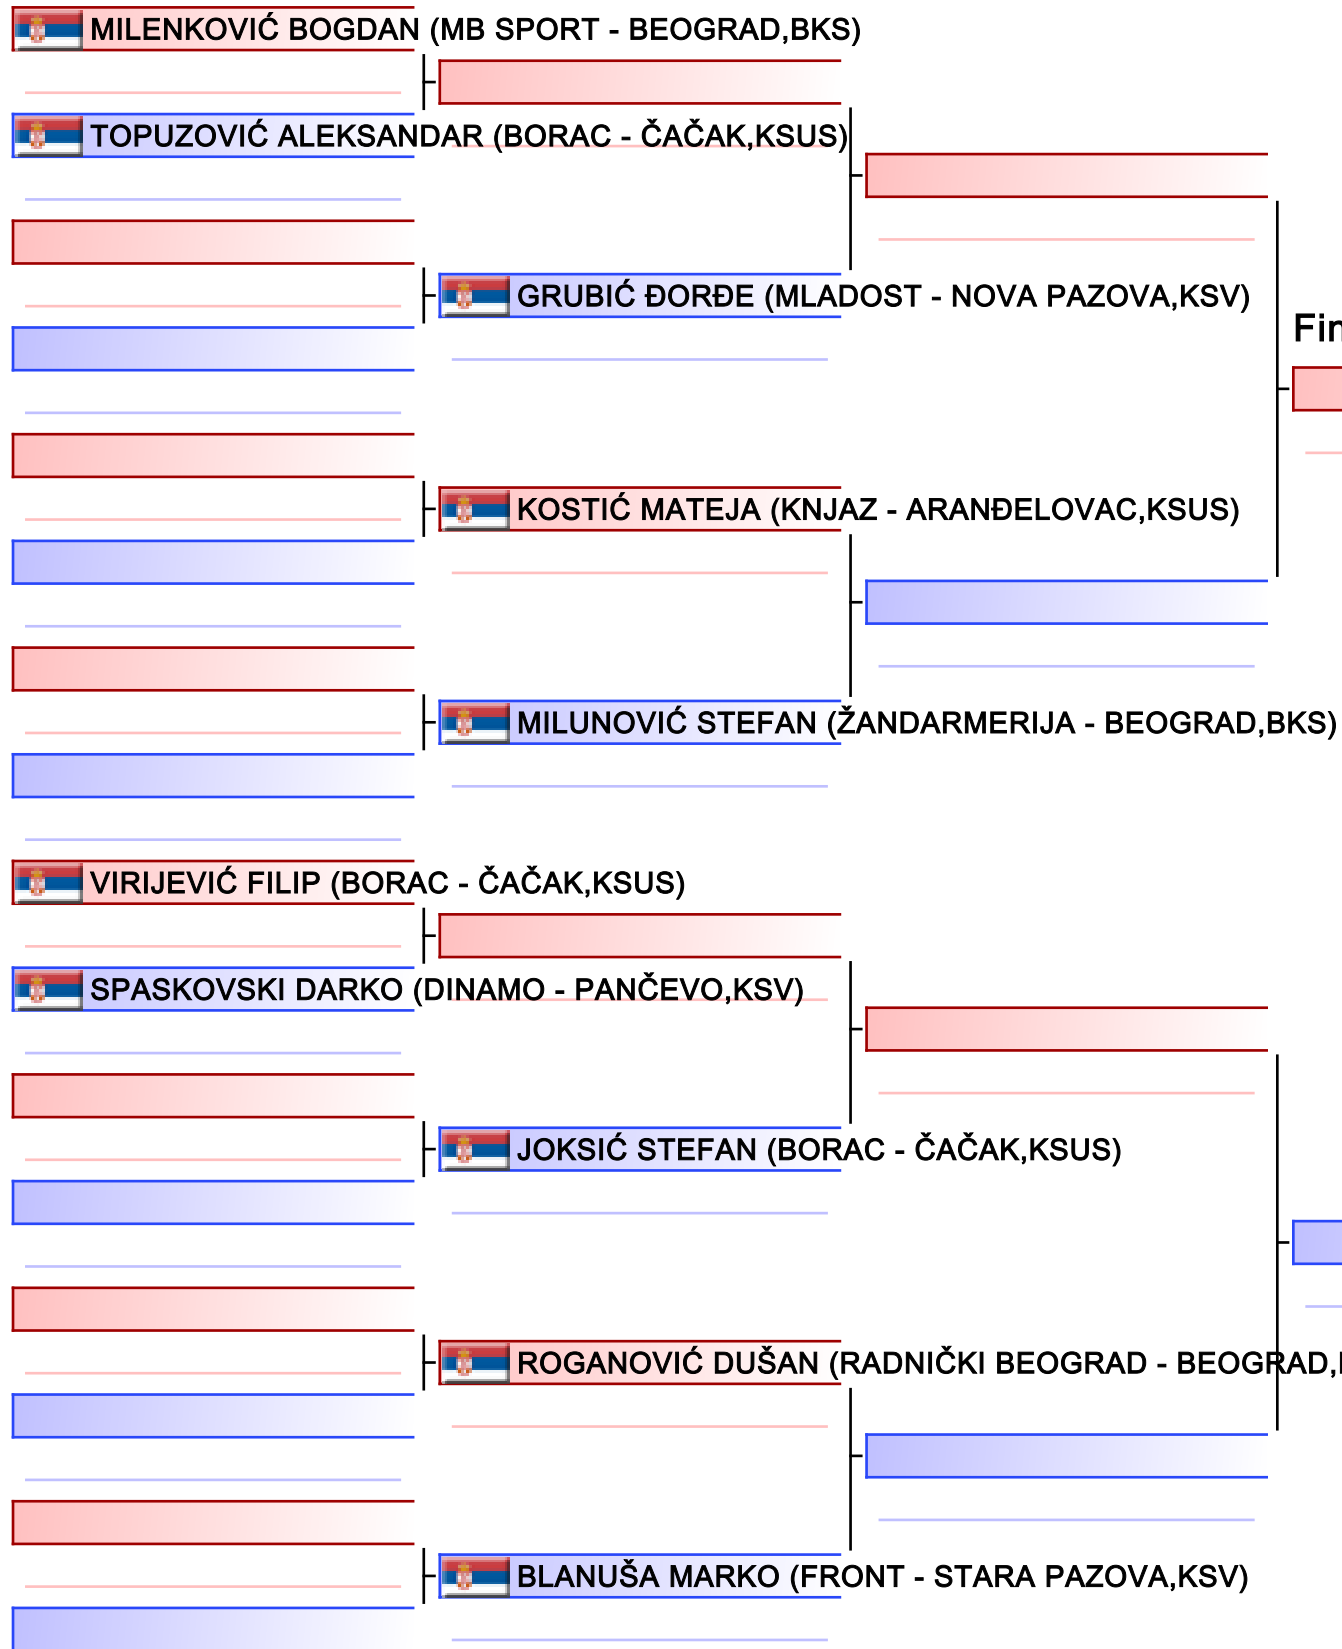 MILENKOVIĆ BOGDAN (MB SPORT - BEOGRAD,BKS)
TOPUZOVIĆ ALEKSANDAR (BORAC - ČAČAK,KSUS)
GRUBIĆ ĐORĐE (MLADOST - NOVA PAZOVA,KSV)
Fin
KOSTIĆ MATEJA (KNJAZ - ARANĐELOVAC,KSUS)
MILUNOVIĆ STEFAN (ŽANDARMERIJA - BEOGRAD,BKS)
VIRIJEVIĆ FILIP (BORAC - ČAČAK,KSUS)
SPASKOVSKI DARKO (DINAMO - PANČEVO,KSV)
JOKSIĆ STEFAN (BORAC - ČAČAK,KSUS)
ROGANOVIĆ DUŠAN (RADNIČKI BEOGRAD - BEOGRAD,
BLANUŠA MARKO (FRONT - STARA PAZOVA,KSV)